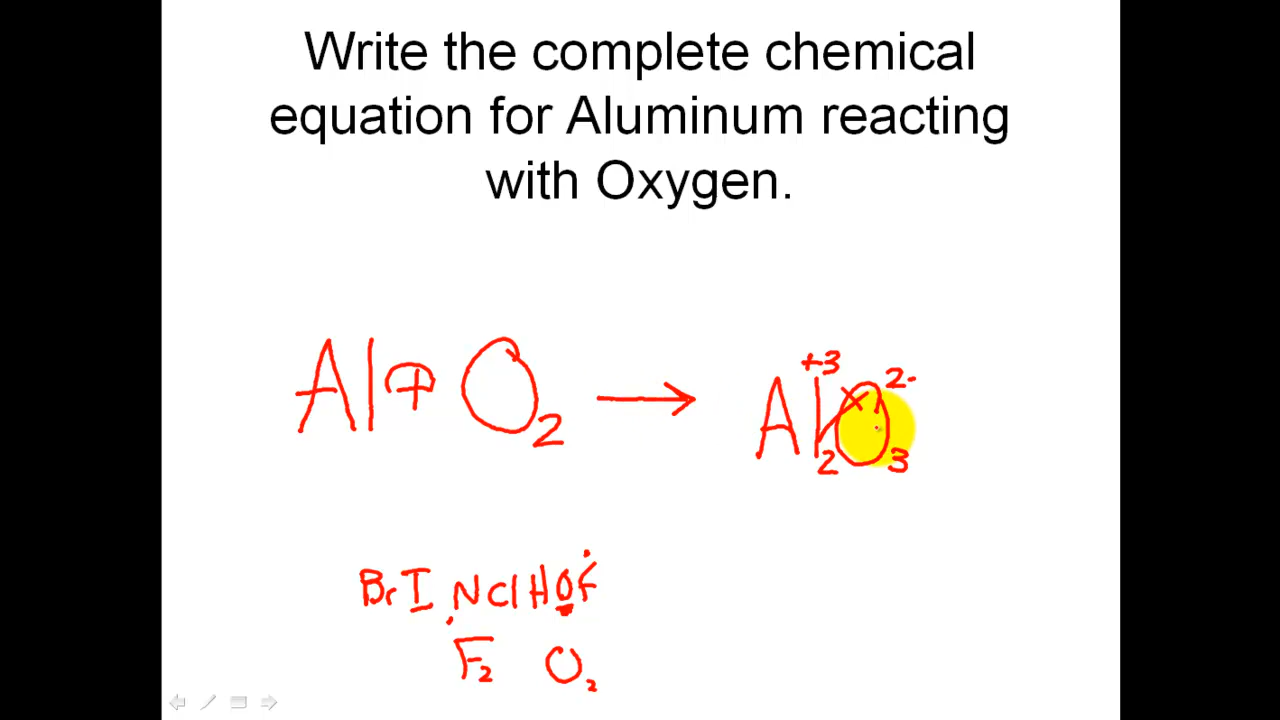 Write the complete chemical
equation for Aluminum reacting
with Oxygen.
+3 2-
Al + O2 → Al2O3
BrINClHOF
F2 O2